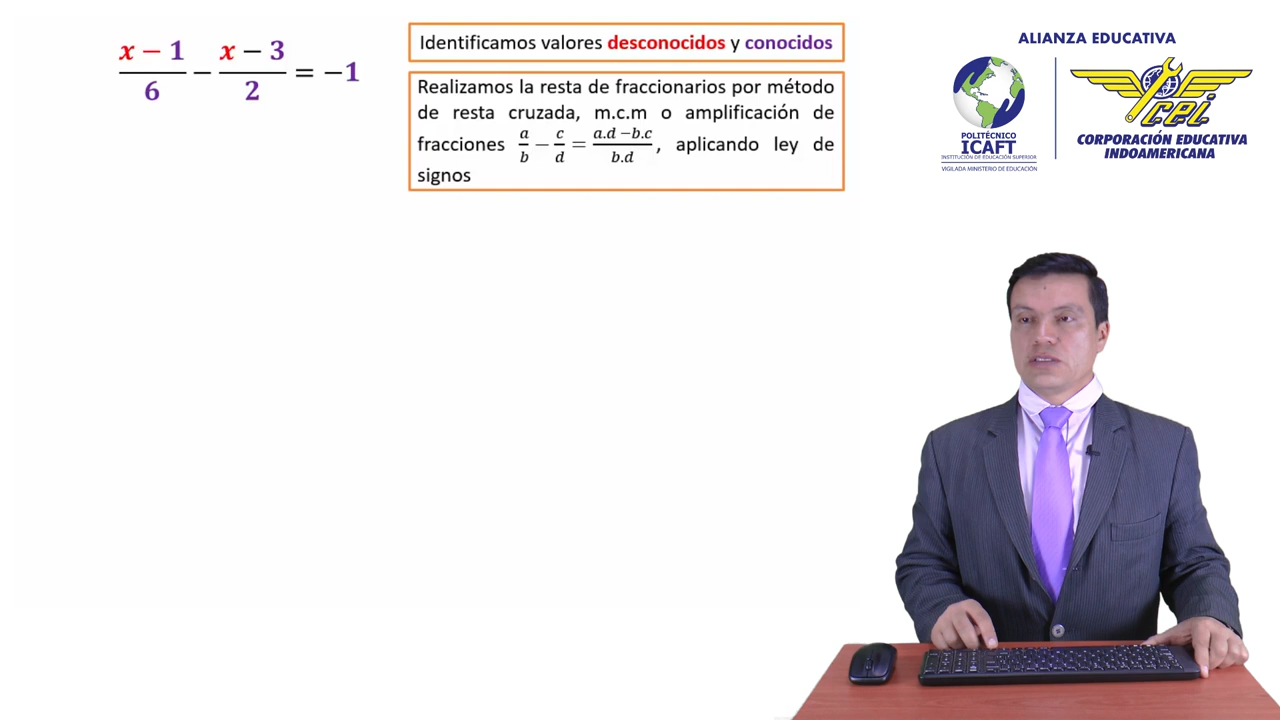 x − 1 / 6 − x − 3 / 2 = −1
Identificamos valores desconocidos y conocidos
Realizamos la resta de fraccionarios por método
de resta cruzada, m.c.m o amplificación de
fracciones a/b − c/d = a.d −b.c / b.d , aplicando ley de
signos
ALIANZA EDUCATIVA
POLITÉCNICO
ICAFT
INSTITUCIÓN DE EDUCACIÓN SUPERIOR
VIGILADA MINISTERIO DE EDUCACIÓN
cei
CORPORACIÓN EDUCATIVA
INDOAMERICANA